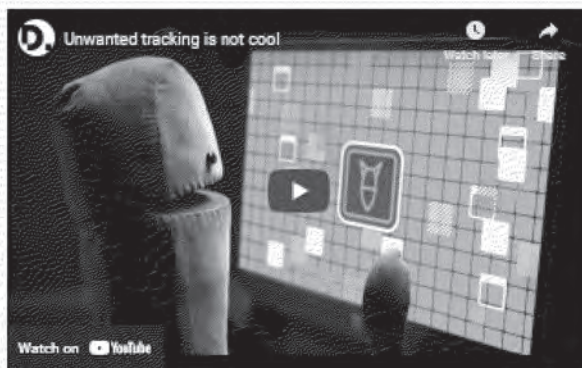 D.
Unwanted tracking is not cool
Watch later
Share
Watch on YouTube